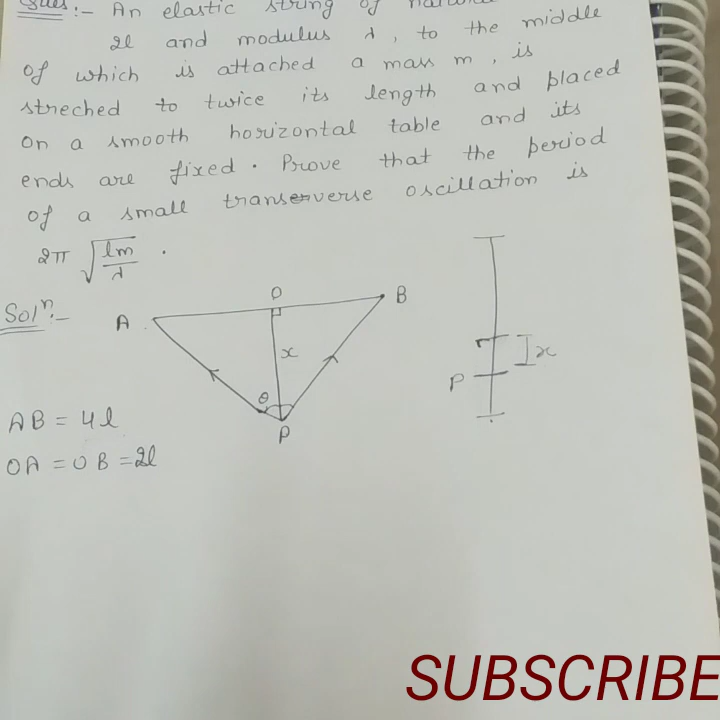 Ques:- An elastic string of natural
2l and modulus λ, to the middle
of which is attached a mass m, is
streched to twice its length and placed
on a smooth horizontal table and its
ends are fixed. Prove that the period
of a small transverse oscillation is
2π √(lm/λ) .
Solⁿ:-
A O B
x
θ
P
P x
AB = 4l
OA = OB = 2l
SUBSCRIBE